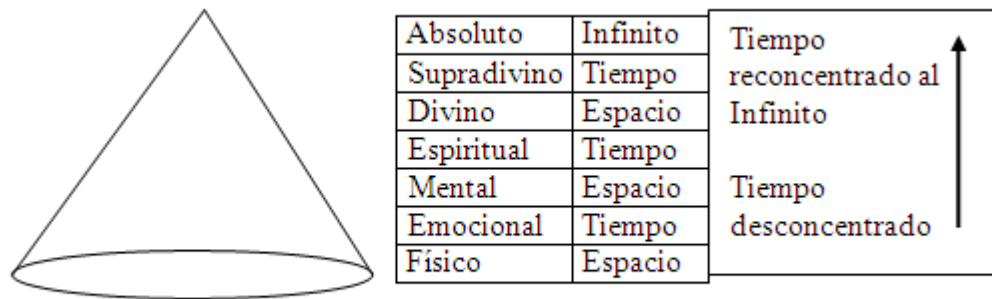 Absoluto Infinito
Supradivino Tiempo
Divino Espacio
Espiritual Tiempo
Mental Espacio
Emocional Tiempo
Físico Espacio
Tiempo
reconcentrado al
Infinito
Tiempo
desconcentrado